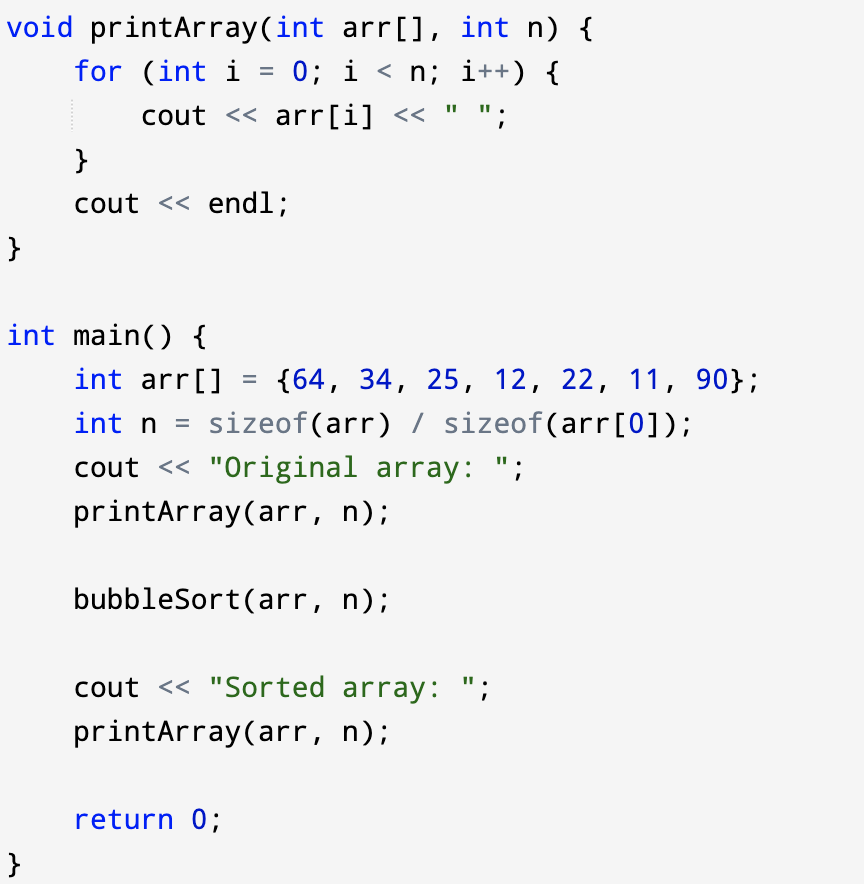 void printArray(int arr[], int n) {
    for (int i = 0; i < n; i++) {
        cout << arr[i] << " ";
    }
    cout << endl;
}

int main() {
    int arr[] = {64, 34, 25, 12, 22, 11, 90};
    int n = sizeof(arr) / sizeof(arr[0]);
    cout << "Original array: ";
    printArray(arr, n);

    bubbleSort(arr, n);

    cout << "Sorted array: ";
    printArray(arr, n);

    return 0;
}